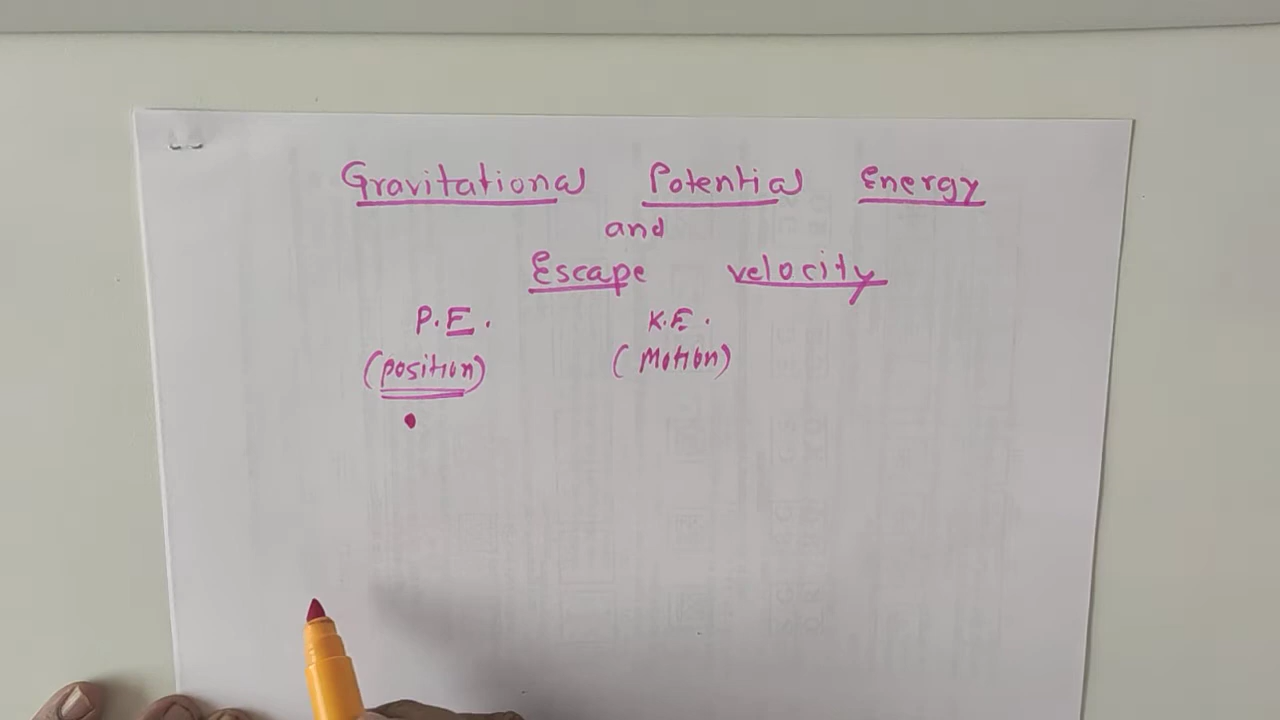 Gravitational Potential Energy
and
Escape velocity
P.E. K.E.
(position) (Motion)